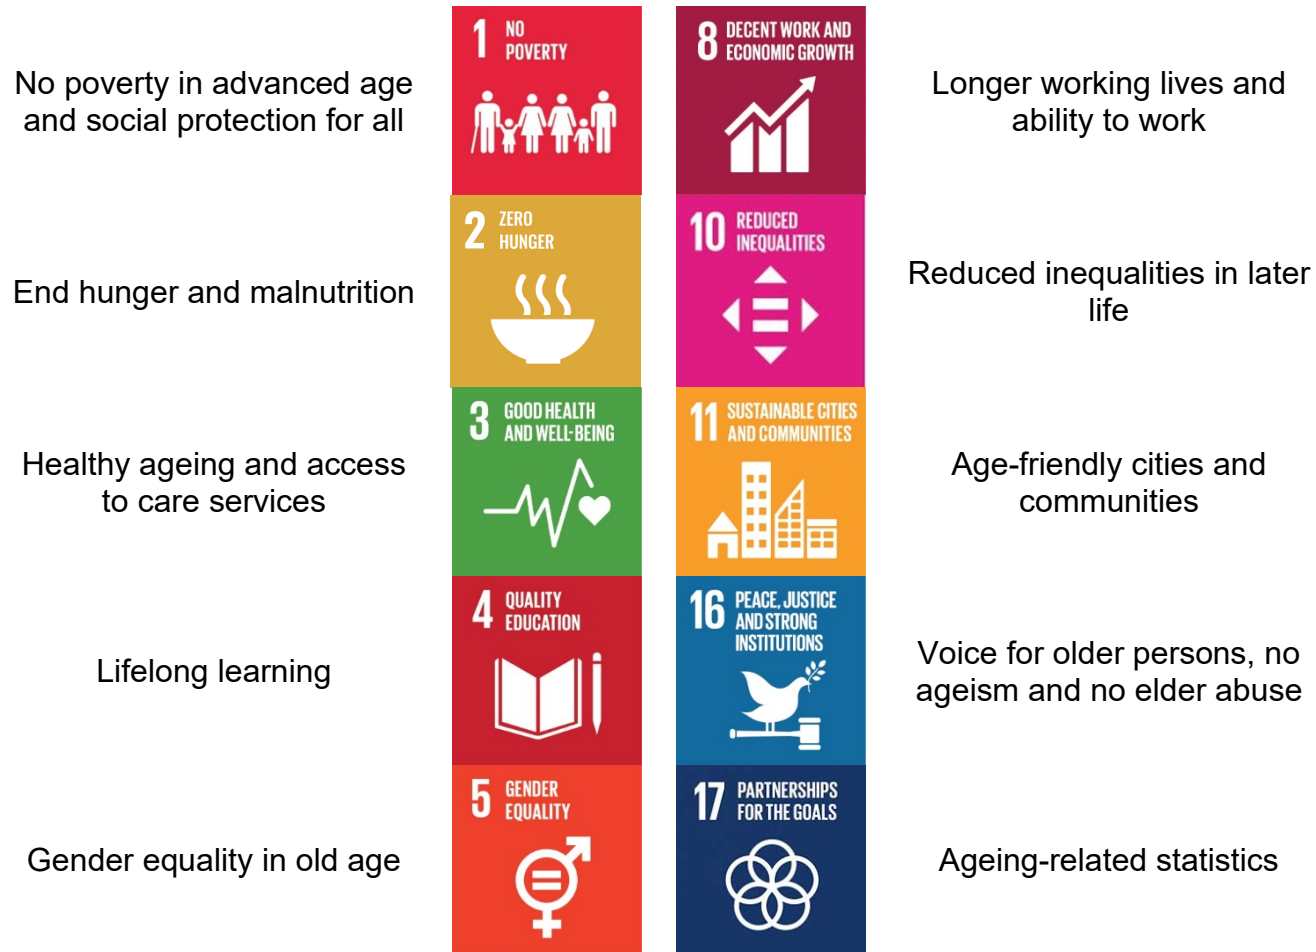 No poverty in advanced age
and social protection for all
1 NO
POVERTY
8 DECENT WORK AND
ECONOMIC GROWTH
Longer working lives and
ability to work
End hunger and malnutrition
2 ZERO
HUNGER
10 REDUCED
INEQUALITIES
Reduced inequalities in later
life
Healthy ageing and access
to care services
3 GOOD HEALTH
AND WELL-BEING
11 SUSTAINABLE CITIES
AND COMMUNITIES
Age-friendly cities and
communities
Lifelong learning
4 QUALITY
EDUCATION
16 PEACE, JUSTICE
AND STRONG
INSTITUTIONS
Voice for older persons, no
ageism and no elder abuse
Gender equality in old age
5 GENDER
EQUALITY
17 PARTNERSHIPS
FOR THE GOALS
Ageing-related statistics